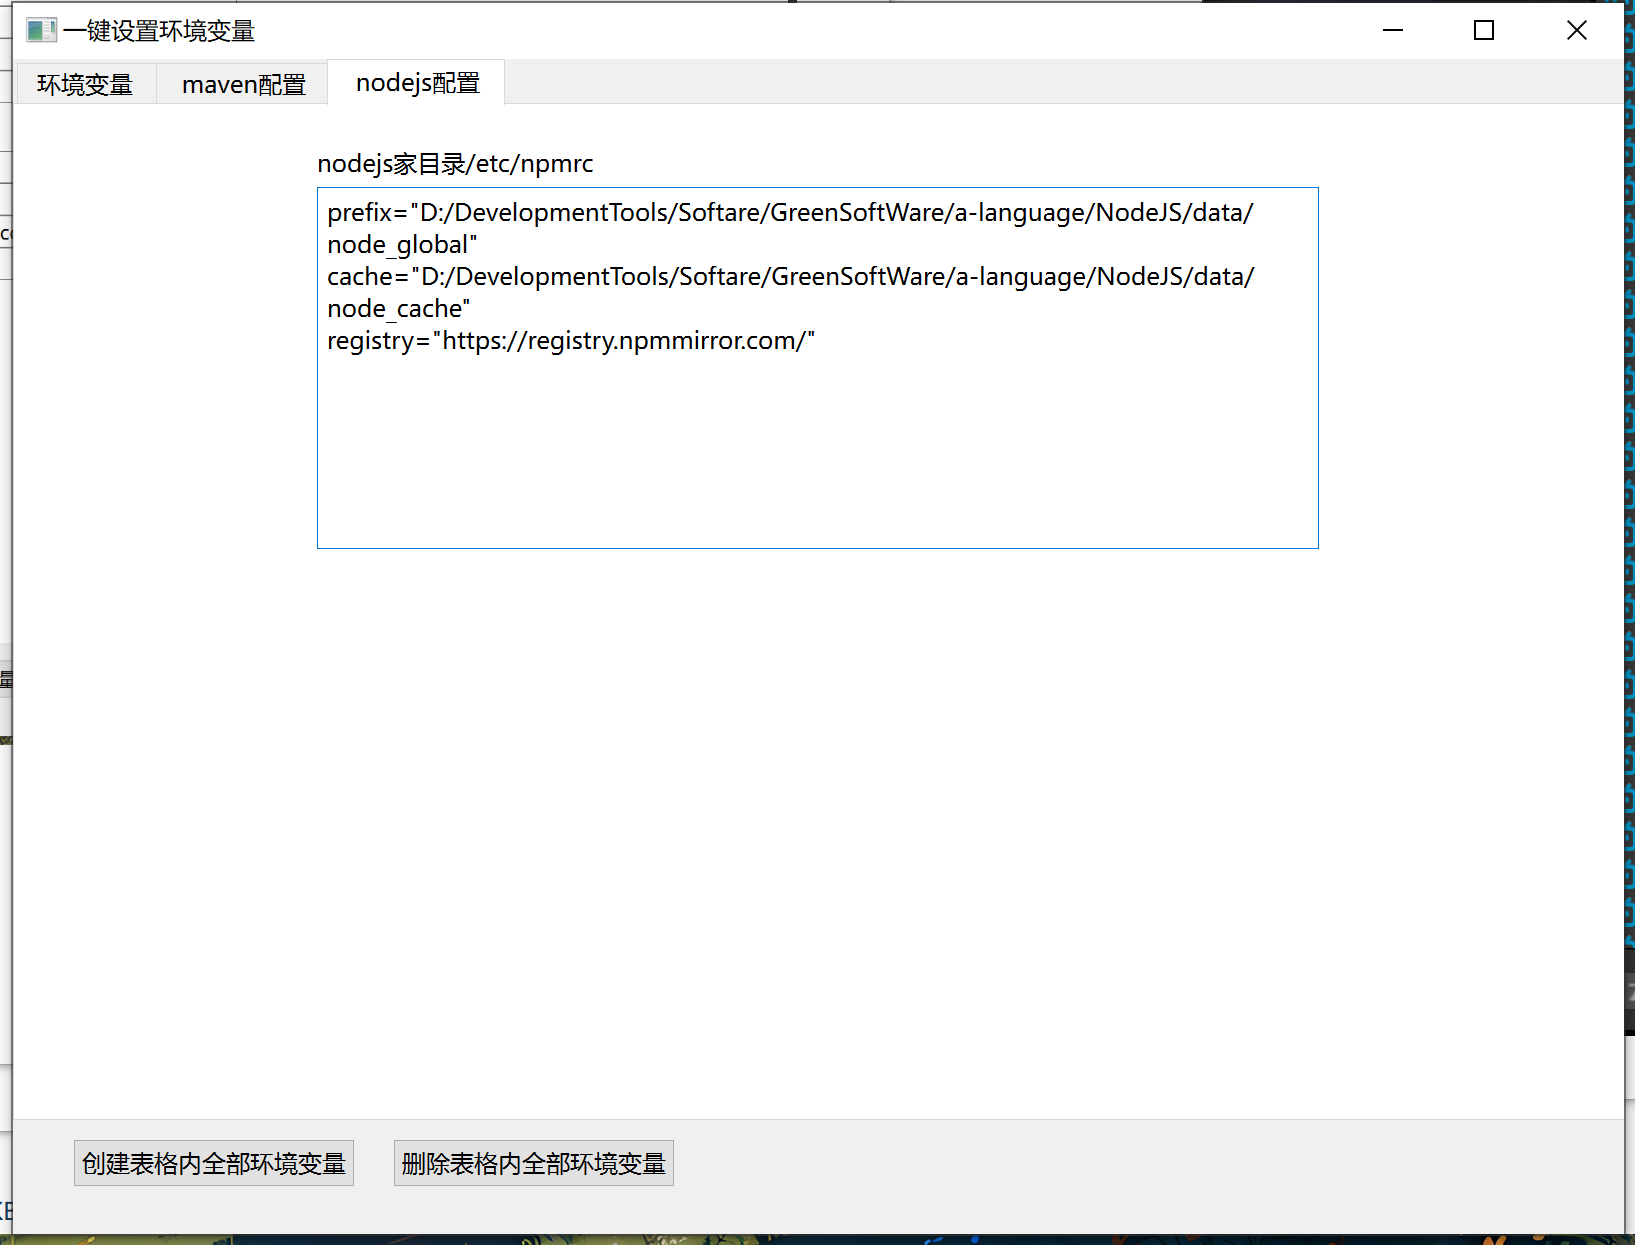 一键设置环境变量
环境变量 maven配置 nodejs配置
nodejs家目录/etc/npmrc
prefix="D:/DevelopmentTools/Softare/GreenSoftWare/a-language/NodeJS/data/
node_global"
cache="D:/DevelopmentTools/Softare/GreenSoftWare/a-language/NodeJS/data/
node_cache"
registry="https://registry.npmmirror.com/"
量
创建表格内全部环境变量 删除表格内全部环境变量